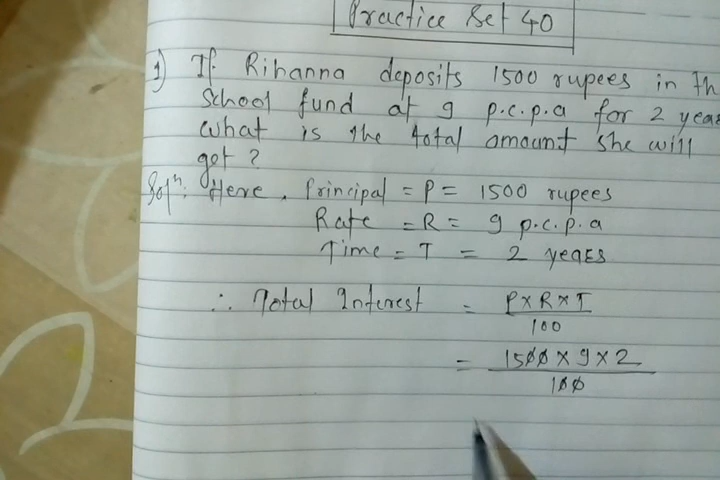 Practice Set 40
1) If Rihanna deposits 1500 rupees in th
School fund at 9 p.c.p.a for 2 yeas
What is the total amount she will
get ?
Solⁿ: Here, Principal = P = 1500 rupees
Rate = R = 9 p.c.p.a
Time = T = 2 years
∴ Total Interest = P×R×T
100
= 1500 × 9 × 2
100